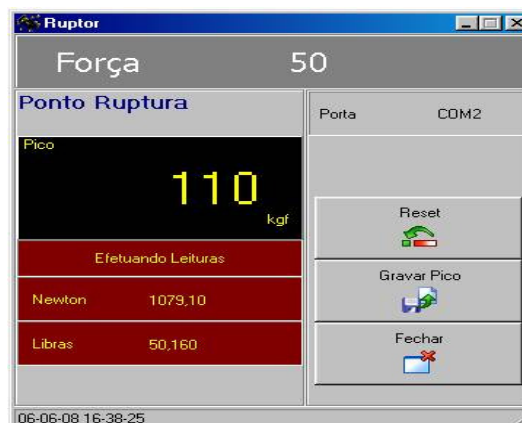 Ruptor
Força 50
Ponto Ruptura
Porta COM2
Pico
110
kgf
Reset
Efetuando Leituras
Gravar Pico
Newton 1079,10
Fechar
Libras 50,160
06-06-08 16-38-25